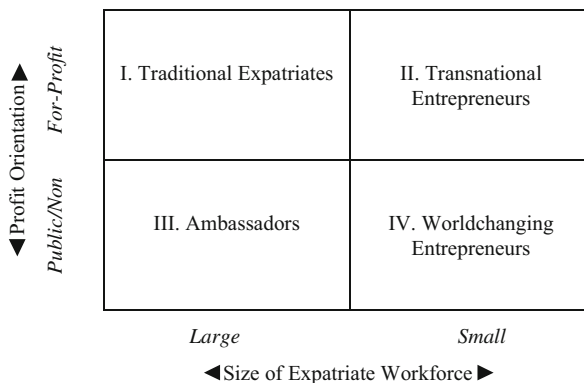 ◀Profit Orientation▶
For-Profit
Public/Non
I. Traditional Expatriates
II. Transnational
Entrepreneurs
III. Ambassadors
IV. Worldchanging
Entrepreneurs
Large
Small
◀Size of Expatriate Workforce▶